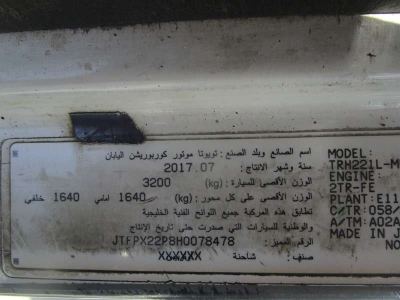 اسم الصانع وبلد الصنع : تويوتا موتور كوربوريشن اليابان
سنة وشهر الانتاج : 2017.07
الوزن الأقصى للسيارة : (kg) 3200
الوزن الأقصى على كل محور : (kg) 1640 امامي 1640 خلفي
تطابق هذه المركبة جميع اللوائح الفنية الخليجية
والوظنية للسيارات التي صدرت حتى تاريخ الإنتاج
الرقم المميز : JTFPX22P8H0078478
صنف : شاحنة XXXXXX
MODEL:
TRH221L-M
ENGINE:
2TR-FE
PLANT: E11
C/TR: 058/
A/TM: A02A
MADE IN J
NO